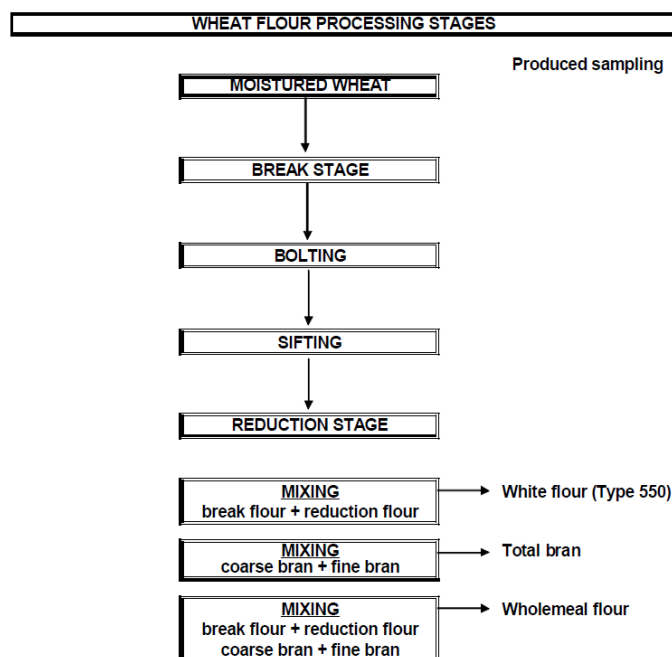 WHEAT FLOUR PROCESSING STAGES
Produced sampling
MOISTURED WHEAT
BREAK STAGE
BOLTING
SIFTING
REDUCTION STAGE
MIXING
break flour + reduction flour
White flour (Type 550)
MIXING
coarse bran + fine bran
Total bran
MIXING
break flour + reduction flour
coarse bran + fine bran
Wholemeal flour